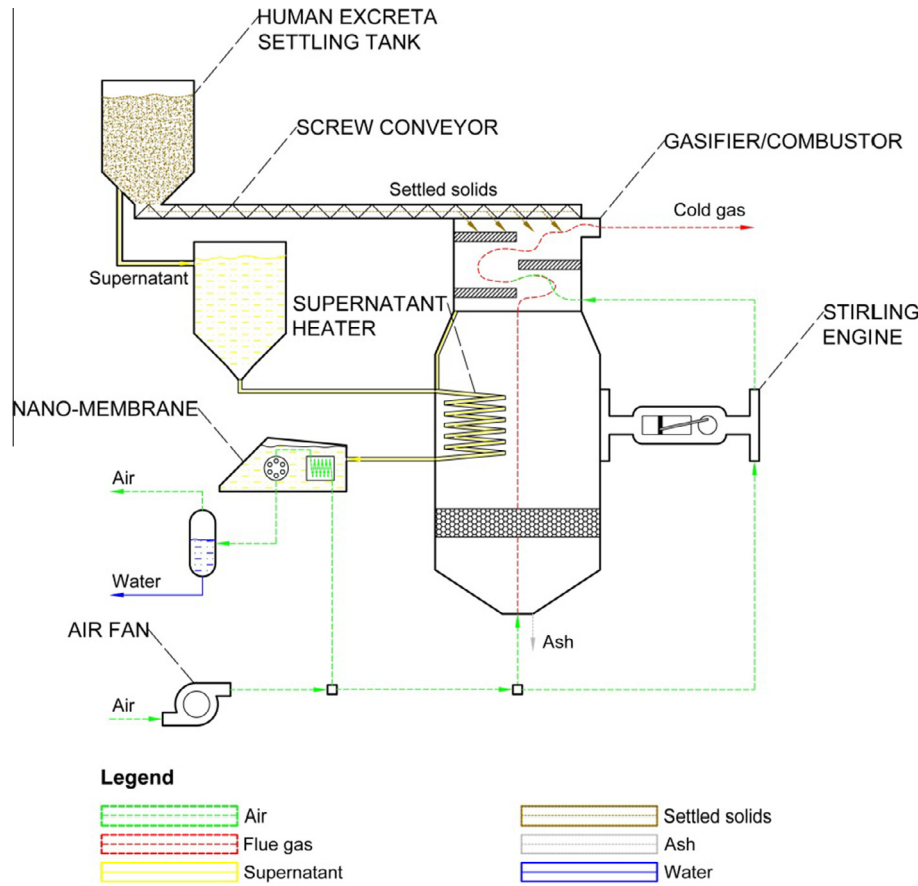 HUMAN EXCRETA
SETTLING TANK
SCREW CONVEYOR
GASIFIER/COMBUSTOR
Settled solids
Cold gas
Supernatant
SUPERNATANT
HEATER
STIRLING
ENGINE
NANO-MEMBRANE
Air
Water
AIR FAN
Ash
Air
Legend
Air
Settled solids
Flue gas
Ash
Supernatant
Water